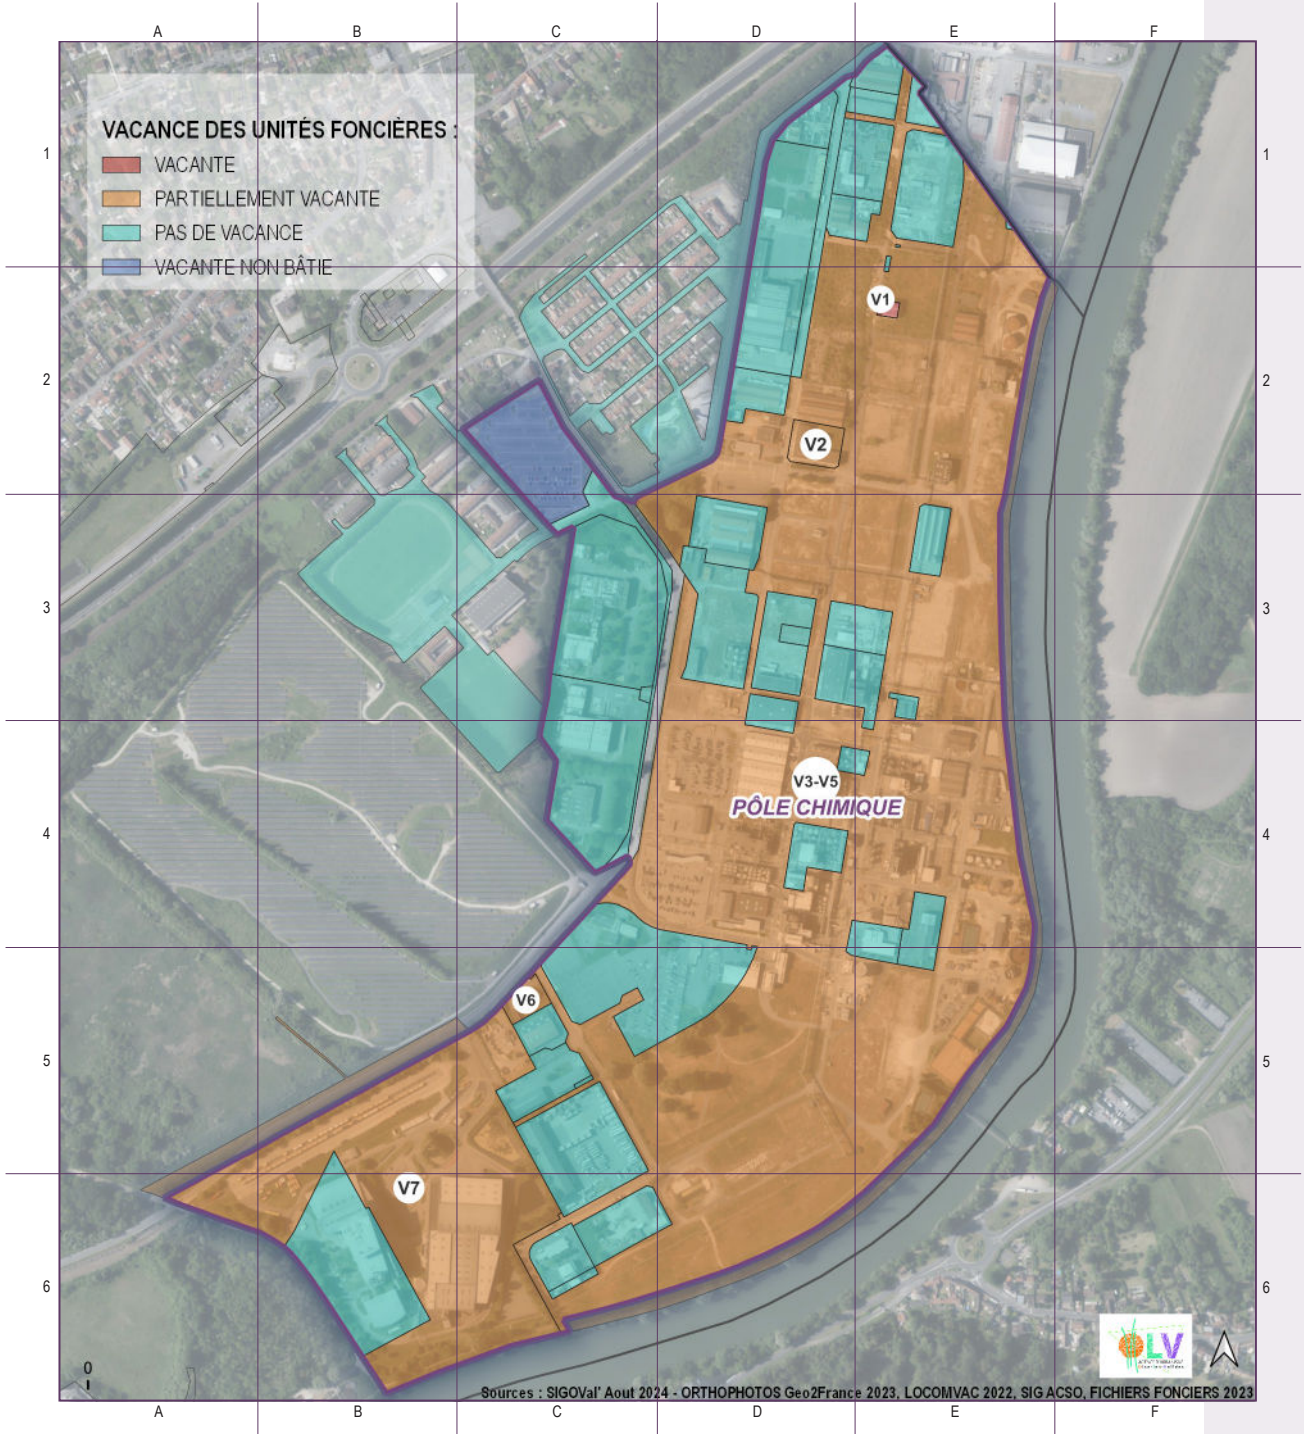 A B C D E F
VACANCE DES UNITÉS FONCIÈRES :
VACANTE
PARTIELLEMENT VACANTE
PAS DE VACANCE
VACANTE NON BÂTIE
1 1
V1
2 2
V2
3 3
V3-V5
PÔLE CHIMIQUE
4 4
V6
5 5
V7
6 6
OLV
0
Sources : SIGOVal' Aout 2024 - ORTHOPHOTOS Geo2France 2023, LOCOMVAC 2022, SIG ACSO, FICHIERS FONCIERS 2023
A B C D E F